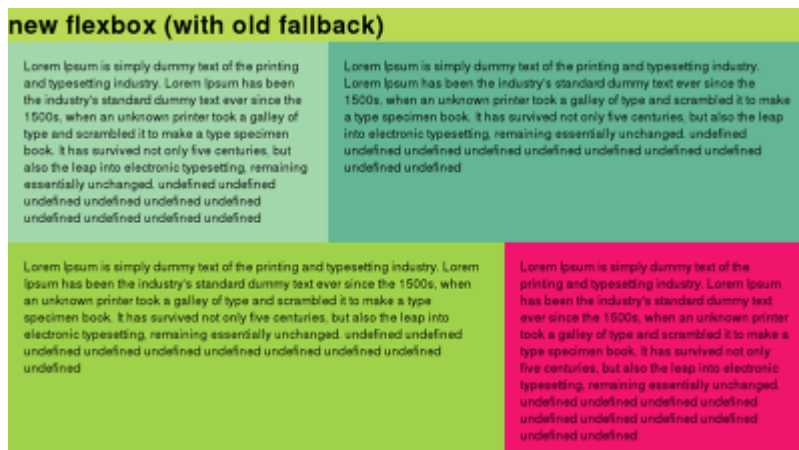 new flexbox (with old fallback)
Lorem Ipsum is simply dummy text of the printing
and typesetting industry. Lorem Ipsum has been
the industry's standard dummy text ever since the
1500s, when an unknown printer took a galley of
type and scrambled it to make a type specimen
book. It has survived not only five centuries, but
also the leap into electronic typesetting, remaining
essentially unchanged. undefined undefined
undefined undefined undefined undefined
undefined undefined undefined undefined
Lorem Ipsum is simply dummy text of the printing and typesetting industry.
Lorem Ipsum has been the industry's standard dummy text ever since the
1500s, when an unknown printer took a galley of type and scrambled it to make
a type specimen book. It has survived not only five centuries, but also the leap
into electronic typesetting, remaining essentially unchanged. undefined
undefined undefined undefined undefined undefined undefined undefined
undefined undefined
Lorem Ipsum is simply dummy text of the printing and typesetting industry. Lorem
Ipsum has been the industry's standard dummy text ever since the 1500s, when
an unknown printer took a galley of type and scrambled it to make a type
specimen book. It has survived not only five centuries, but also the leap into
electronic typesetting, remaining essentially unchanged. undefined undefined
undefined undefined undefined undefined undefined undefined undefined
undefined
Lorem Ipsum is simply dummy text of the
printing and typesetting industry. Lorem Ipsum
has been the industry's standard dummy text
ever since the 1500s, when an unknown printer
took a galley of type and scrambled it to make a
type specimen book. It has survived not only
five centuries, but also the leap into electronic
typesetting, remaining essentially unchanged.
undefined undefined undefined undefined
undefined undefined undefined undefined
undefined undefined